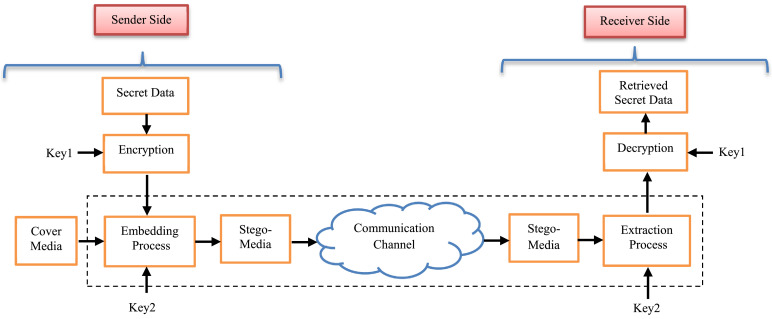 Sender Side
Receiver Side
Secret Data
Retrieved
Secret Data
Key1
Encryption
Decryption
Key1
Cover
Media
Embedding
Process
Stego-
Media
Communication
Channel
Stego-
Media
Extraction
Process
Key2
Key2